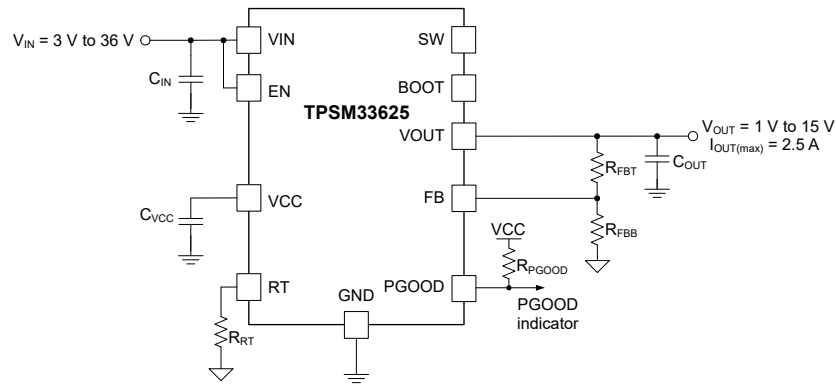 V_IN = 3 V to 36 V
VIN
SW
C_IN
EN
BOOT
TPSM33625
VOUT
V_OUT = 1 V to 15 V
I_OUT(max) = 2.5 A
R_FBT
C_OUT
VCC
FB
C_VCC
R_FBB
VCC
R_PGOOD
RT
GND
PGOOD
PGOOD
indicator
R_RT